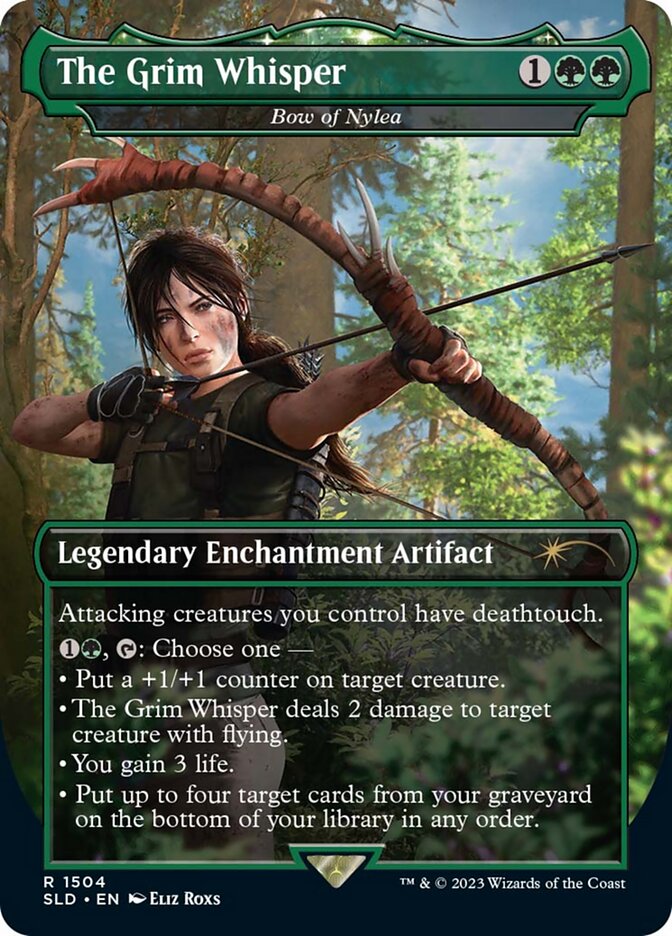 The Grim Whisper 1
Bow of Nylea
Legendary Enchantment Artifact
Attacking creatures you control have deathtouch.
1, : Choose one —
• Put a +1/+1 counter on target creature.
• The Grim Whisper deals 2 damage to target
creature with flying.
• You gain 3 life.
• Put up to four target cards from your graveyard
on the bottom of your library in any order.
R 1504
SLD • EN Eliz Roxs
™ & © 2023 Wizards of the Coast